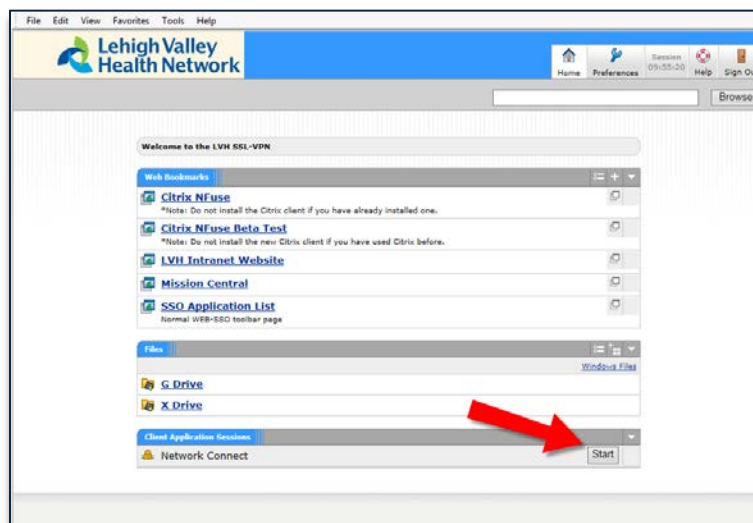 File Edit View Favorites Tools Help
Lehigh Valley
Health Network
Home Preferences Session
09:55:20 Help Sign Ou
Browse
Welcome to the LVH SSL-VPN
Web Bookmarks
Citrix NFuse
*Note: Do not install the Citrix client if you have already installed one.
Citrix NFuse Beta Test
*Note: Do not install the new Citrix client if you have used Citrix before.
LVH Intranet Website
Mission Central
SSO Application List
Normal WEB-SSO toolbar page
Files
Windows Files
G Drive
X Drive
Client Application Sessions
Network Connect Start